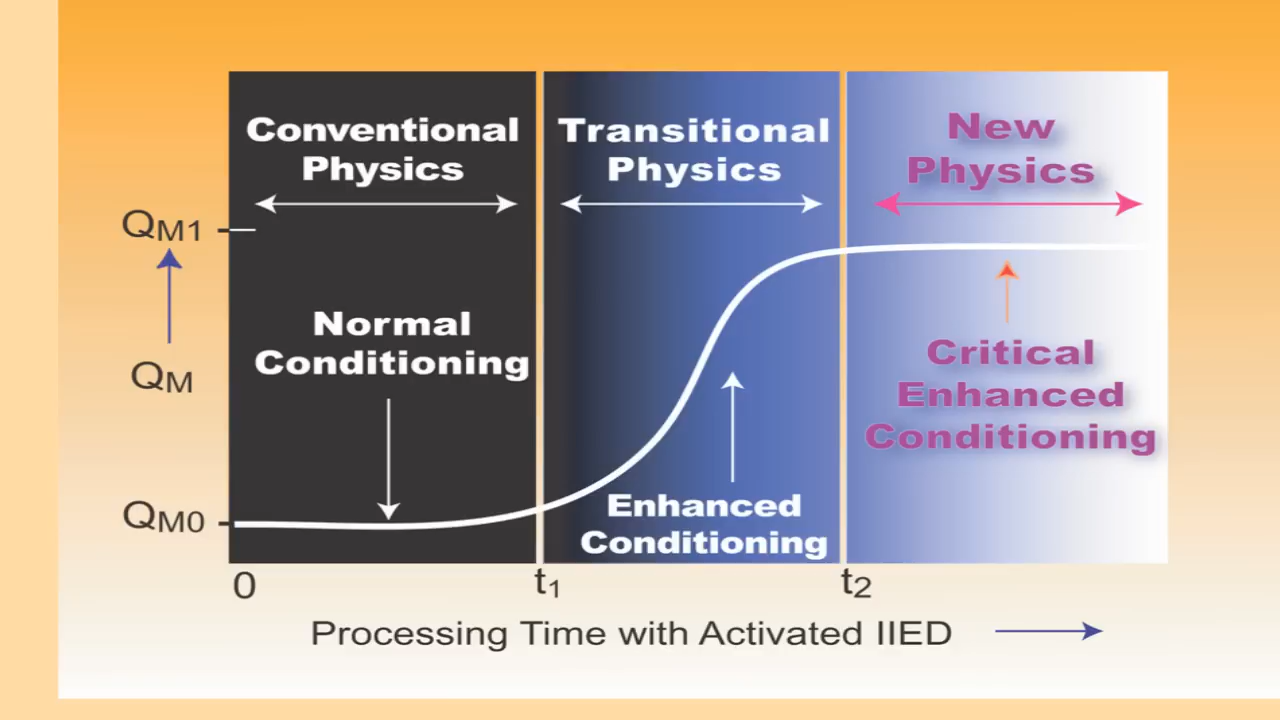 Conventional
Physics
Transitional
Physics
New
Physics
QM1
QM
QM0
Normal
Conditioning
Enhanced
Conditioning
Critical
Enhanced
Conditioning
0
t1
t2
Processing Time with Activated IIED